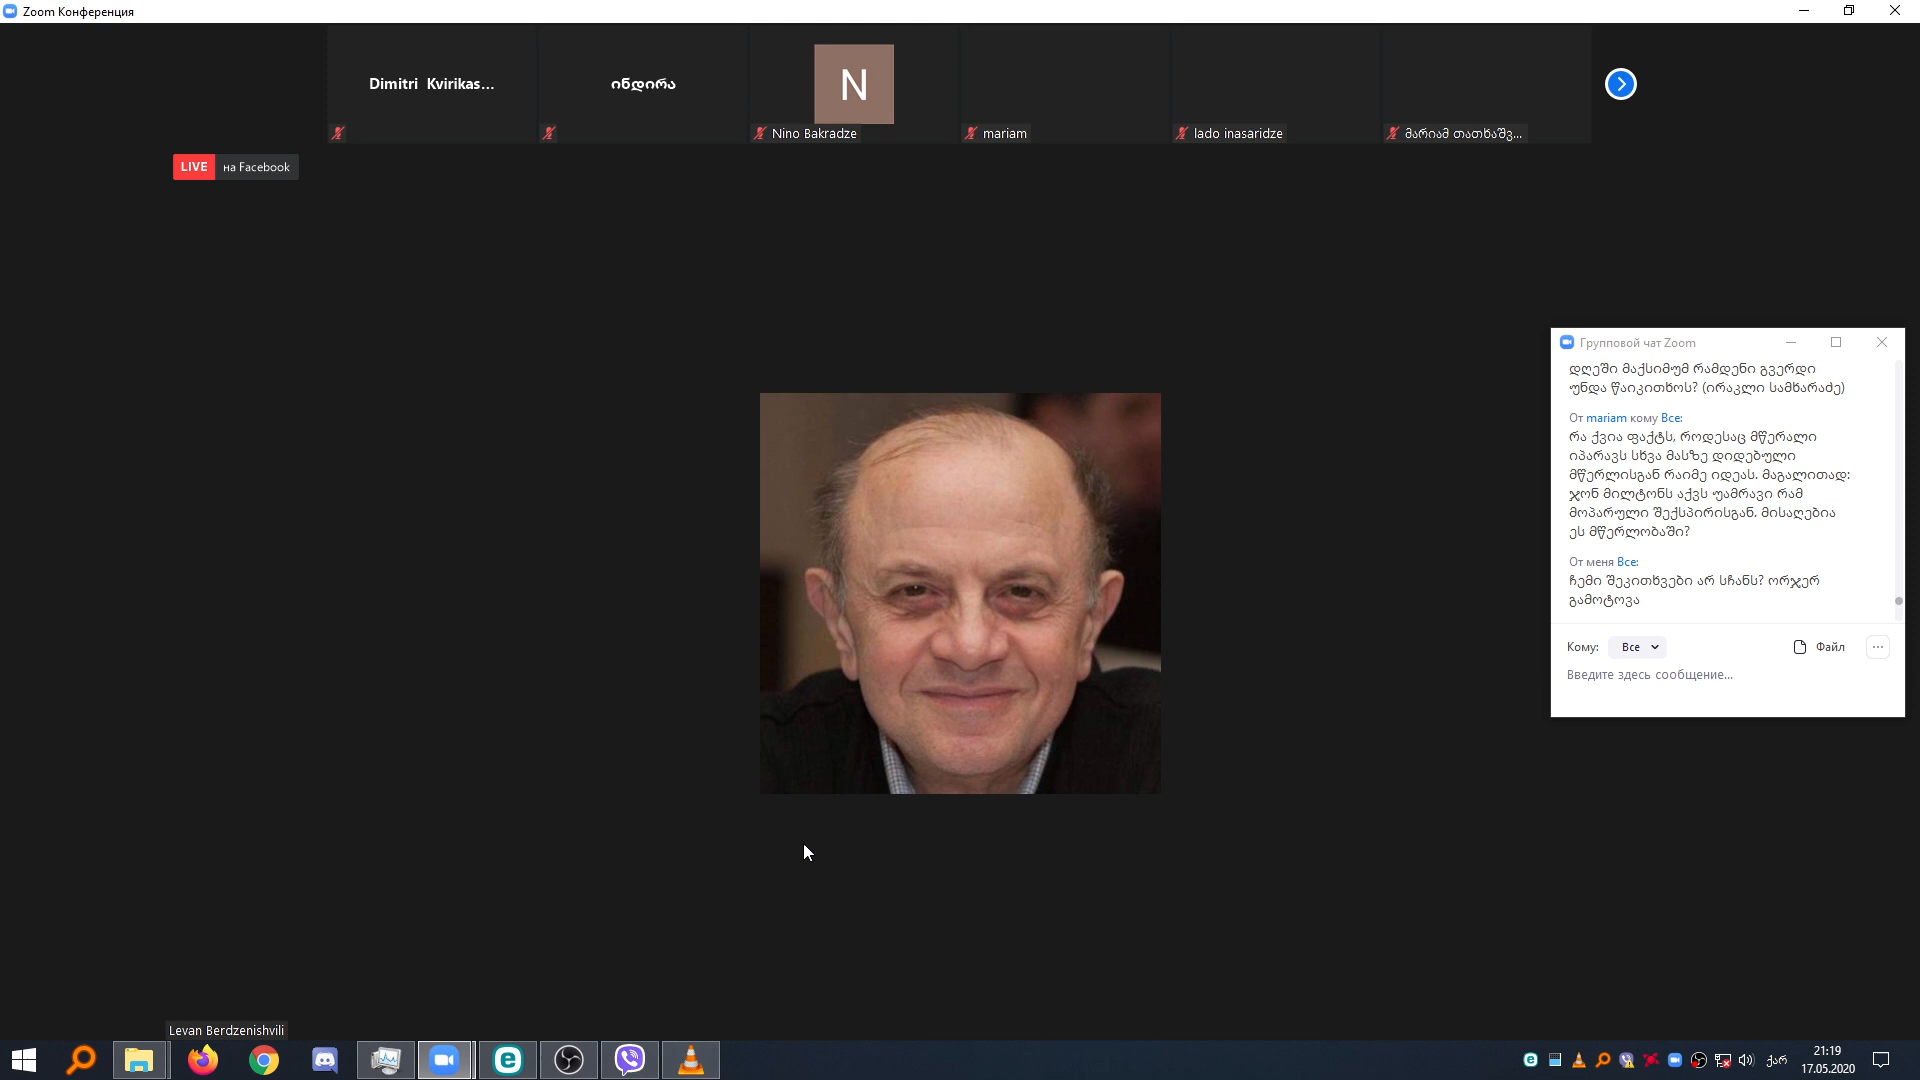 Zoom Конференция
Dimitri Kvirikas...
ინდირა
N
Nino Bakradze
mariam
lado inasaridze
მარიამ თათხაშვ...
LIVE на Facebook
Групповой чат Zoom
დღეში მაქსიმუმ რამდენი გვერდი
უნდა წაიკითხოს? (ირაკლი სამხარაძე)
От mariam кому Все:
რა ქვია ფაქტს, როდესაც მწერალი
იპარავს სხვა მასზე დიდებული
მწერლისგან რაიმე იდეას. მაგალითად:
ჯონ მილტონს აქვს უამრავი რამ
მოპარული შექსპირისგან. მისაღებია
ეს მწერლობაში?
От меня Все:
ჩემი შეკითხვები არ სჩანს? ორჯერ
გამოტოვა
Кому: Все Файл
Введите здесь сообщение...
Levan Berdzenishvili
ქარ
21:19
17.05.2020